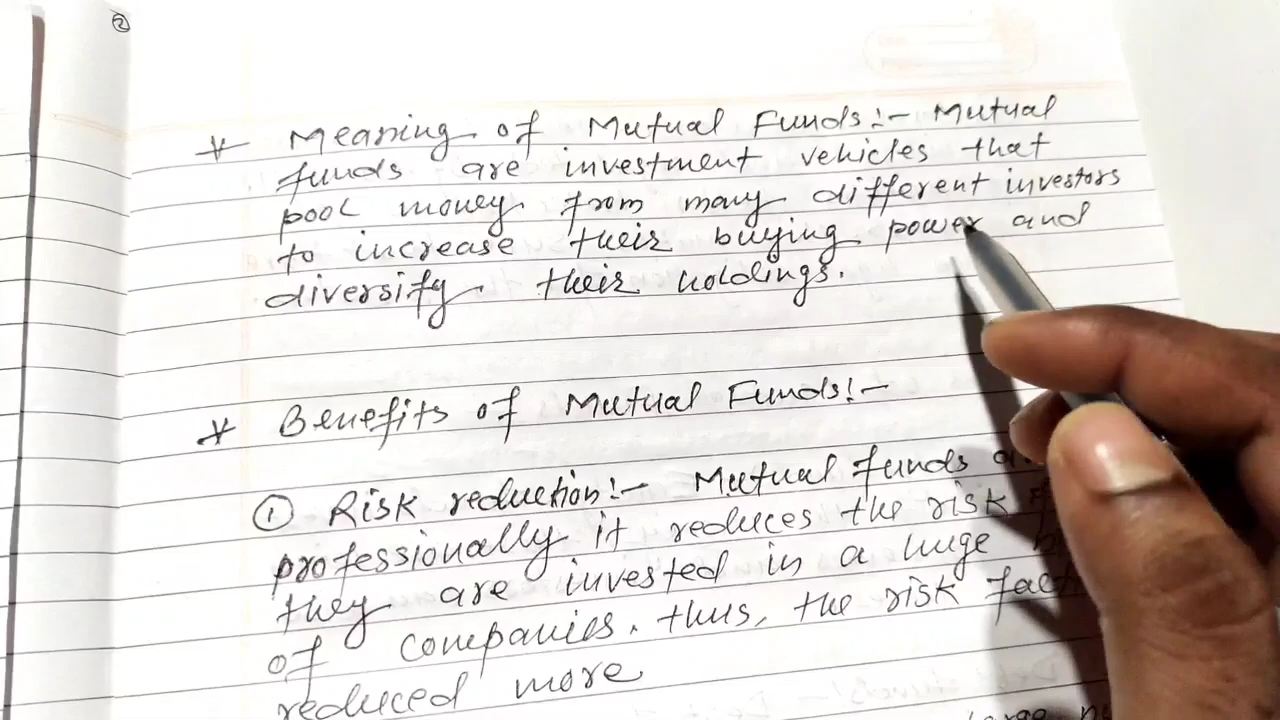 ②
* Meaning of Mutual Funds:- Mutual
funds are investment vehicles that
pool money from many different investors
to increase their buying power and
diversify their holdings.
* Benefits of Mutual Funds:-
① Risk reduction:- Mutual funds
professionally it reduces the risk
they are invested in a huge
of companies. thus, the risk
reduced more
large